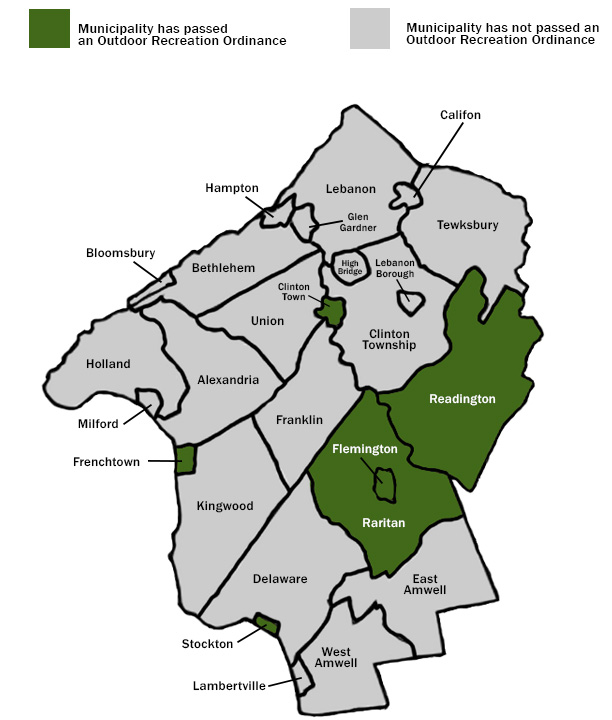 Municipality has passed
an Outdoor Recreation Ordinance
Municipality has not passed an
Outdoor Recreation Ordinance
Califon
Hampton
Lebanon
Glen
Gardner
Tewksbury
Bloomsbury
Bethlehem
High
Bridge
Lebanon
Borough
Clinton
Town
Union
Clinton
Township
Holland
Alexandria
Readington
Milford
Franklin
Flemington
Frenchtown
Kingwood
Raritan
Delaware
East
Amwell
Stockton
West
Amwell
Lambertville